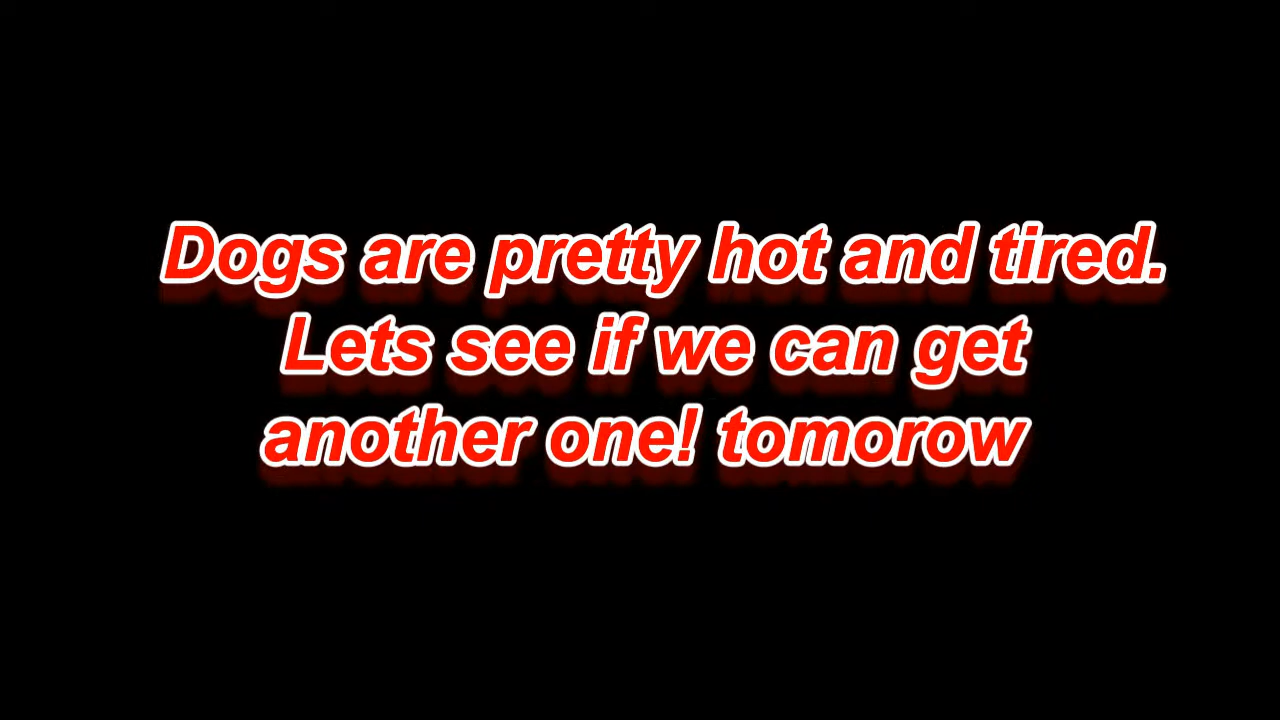 Dogs are pretty hot and tired.
Lets see if we can get
another one! tomorow